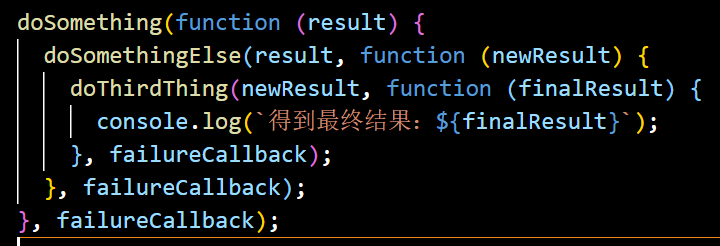 doSomething(function (result) {
  doSomethingElse(result, function (newResult) {
    doThirdThing(newResult, function (finalResult) {
      console.log(`得到最终结果：${finalResult}`);
    }, failureCallback);
  }, failureCallback);
}, failureCallback);